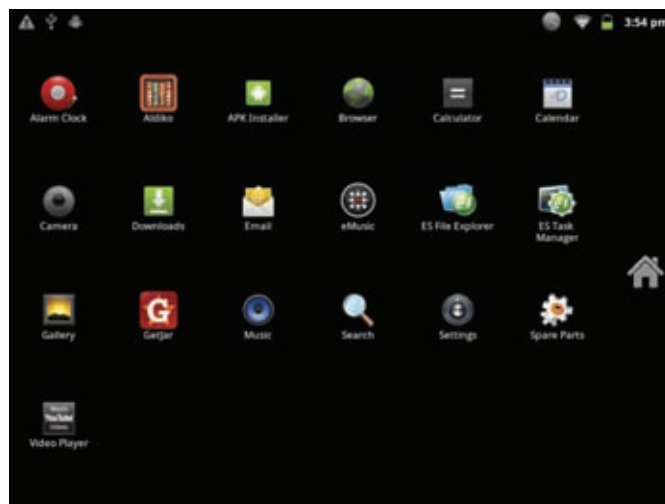 3:54 pm
Alarm Clock
Aldiko
APK Installer
Browser
Calculator
Calendar
Camera
Downloads
Email
eMusic
ES File Explorer
ES Task
Manager
Gallery
GetJar
Music
Search
Settings
Spare Parts
YouTube
Video Player